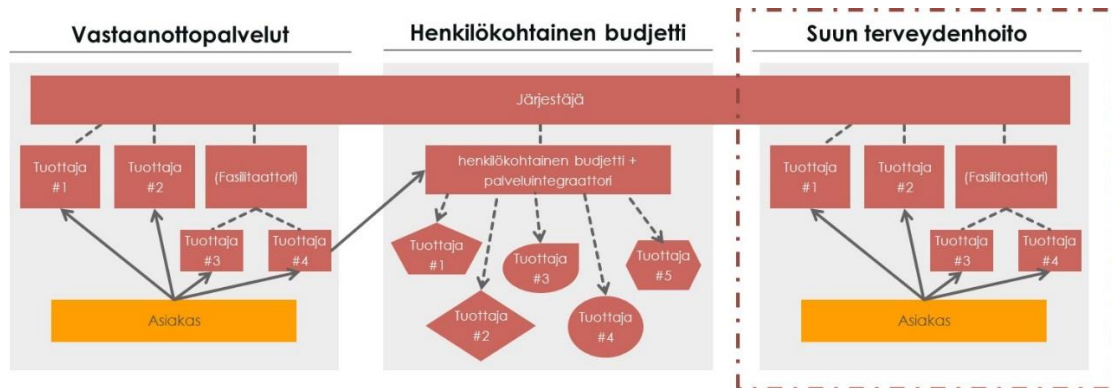 Vastaanottopalvelut
Henkilökohtainen budjetti
Suun terveydenhoito
Järjestäjä
Tuottaja
#1
Tuottaja
#2
(Fasilitaattori)
Tuottaja
#3
Tuottaja
#4
Asiakas
henkilökohtainen budjetti +
palveluintegraattori
Tuottaja
#1
Tuottaja
#2
Tuottaja
#3
Tuottaja
#4
Tuottaja
#5
Tuottaja
#1
Tuottaja
#2
(Fasilitaattori)
Tuottaja
#3
Tuottaja
#4
Asiakas